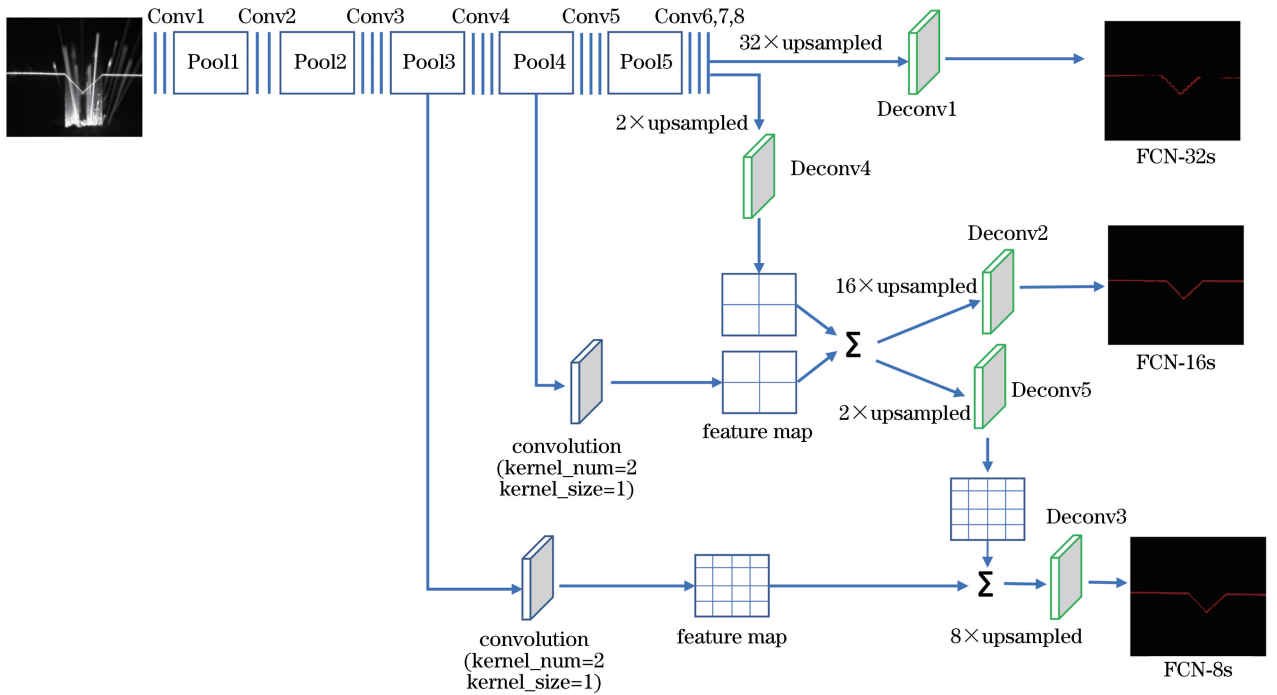 Conv1 Conv2 Conv3 Conv4 Conv5 Conv6,7,8
Pool1 Pool2 Pool3 Pool4 Pool5
32×upsampled
Deconv1
FCN-32s
2×upsampled
Deconv4
Deconv2
16×upsampled
Σ
FCN-16s
Deconv5
2×upsampled
feature map
convolution
(kernel_num=2
kernel_size=1)
Deconv3
Σ
8×upsampled
FCN-8s
feature map
convolution
(kernel_num=2
kernel_size=1)